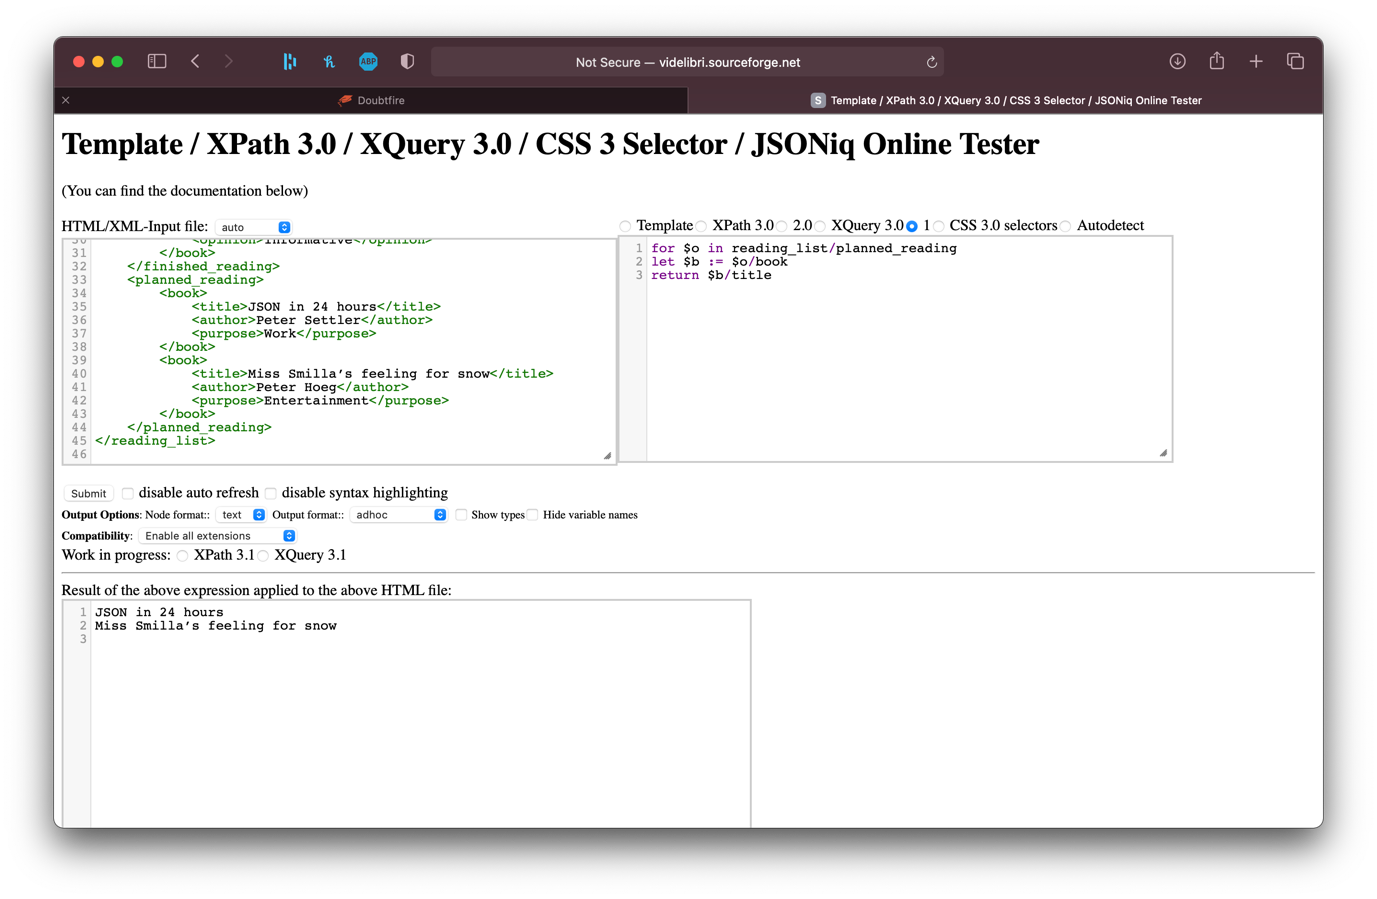 Not Secure — videlibri.sourceforge.net
Doubtfire
S Template / XPath 3.0 / XQuery 3.0 / CSS 3 Selector / JSONiq Online Tester
Template / XPath 3.0 / XQuery 3.0 / CSS 3 Selector / JSONiq Online Tester
(You can find the documentation below)
HTML/XML-Input file: auto
Template XPath 3.0 2.0 XQuery 3.0 1 CSS 3.0 selectors Autodetect
30 <opinion>Informative</opinion>
31 </book>
32 </finished_reading>
33 <planned_reading>
34 <book>
35 <title>JSON in 24 hours</title>
36 <author>Peter Settler</author>
37 <purpose>Work</purpose>
38 </book>
39 <book>
40 <title>Miss Smilla’s feeling for snow</title>
41 <author>Peter Hoeg</author>
42 <purpose>Entertainment</purpose>
43 </book>
44 </planned_reading>
45 </reading_list>
46
1 for $o in reading_list/planned_reading
2 let $b := $o/book
3 return $b/title
Submit disable auto refresh disable syntax highlighting
Output Options: Node format:: text Output format:: adhoc Show types Hide variable names
Compatibility: Enable all extensions
Work in progress: XPath 3.1 XQuery 3.1
Result of the above expression applied to the above HTML file:
1 JSON in 24 hours
2 Miss Smilla’s feeling for snow
3
ABP